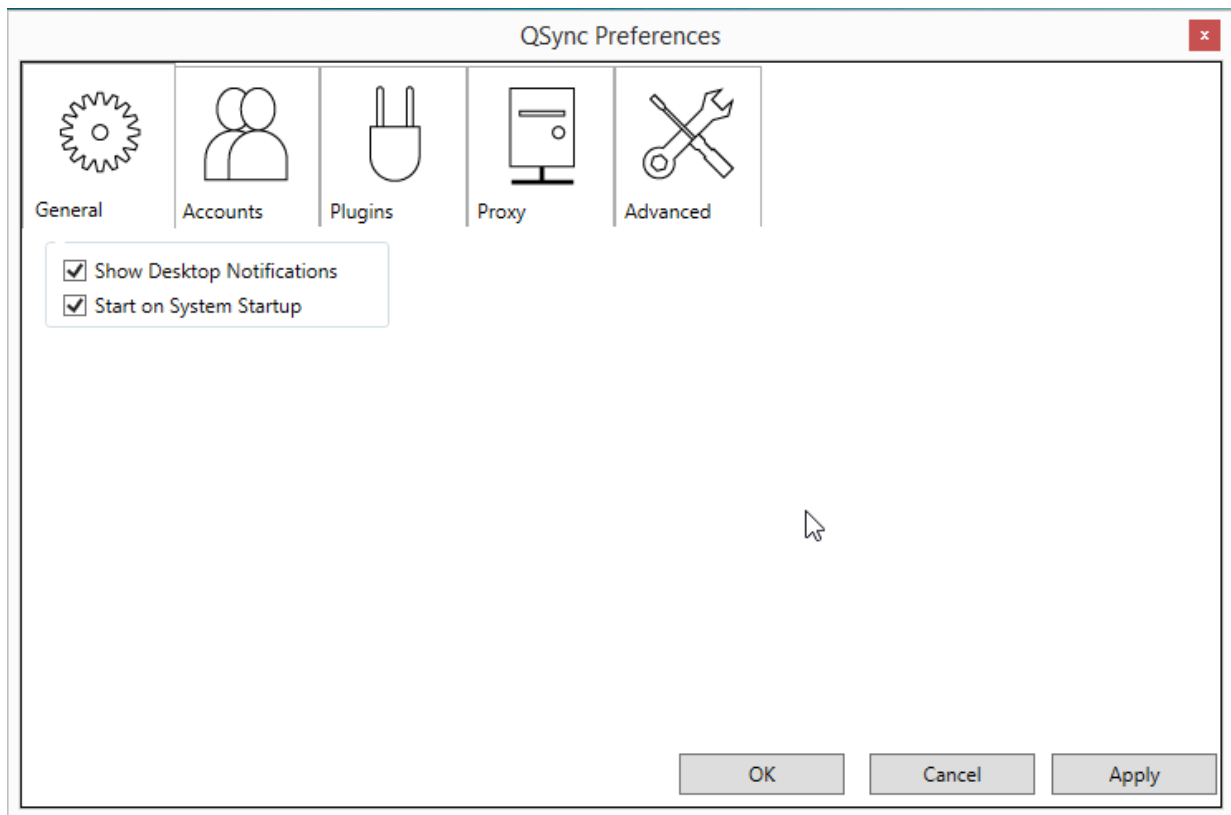 QSync Preferences
x
General
Accounts
Plugins
Proxy
Advanced
Show Desktop Notifications
Start on System Startup
OK
Cancel
Apply